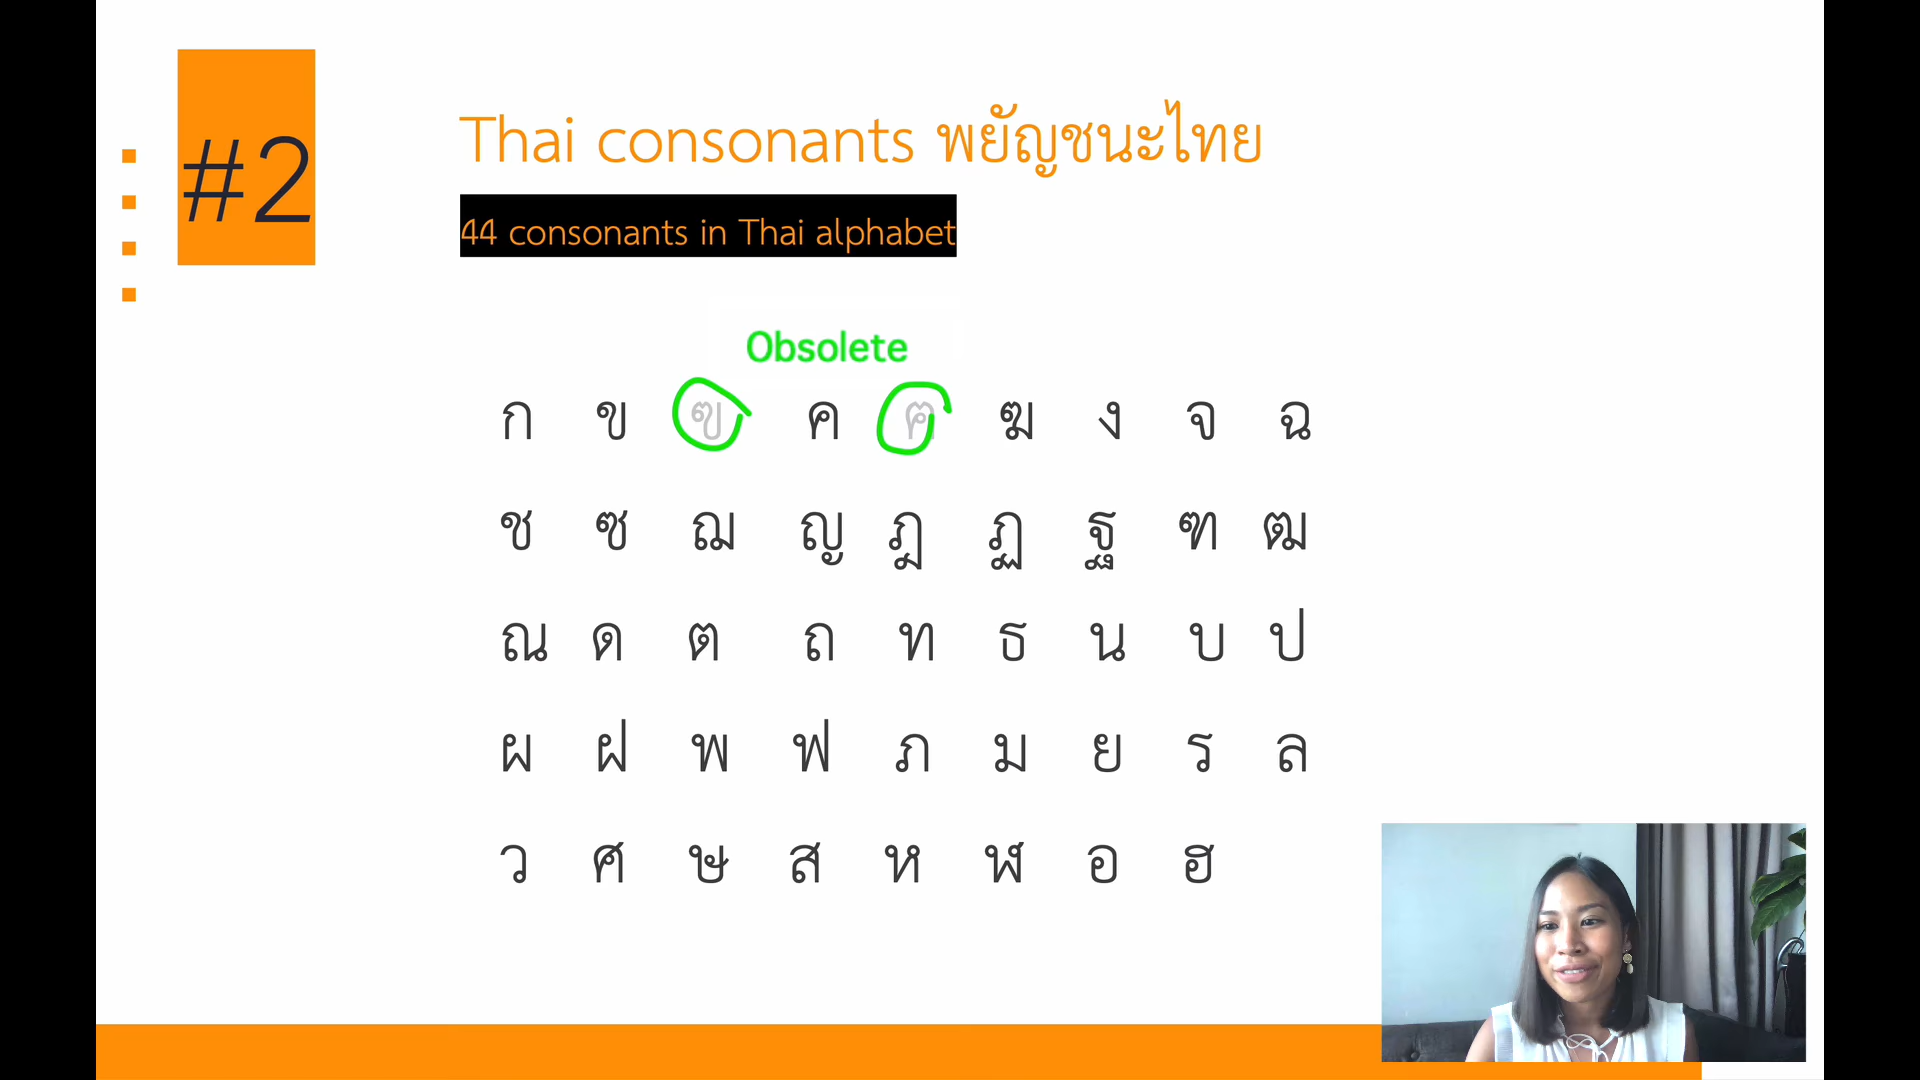 #2
Thai consonants พยัญชนะไทย
44 consonants in Thai alphabet
Obsolete
ก ข ฃ ค ฅ ฆ ง จ ฉ
ช ซ ฌ ญ ฎ ฏ ฐ ฑ ฒ
ณ ด ต ถ ท ธ น บ ป
ผ ฝ พ ฟ ภ ม ย ร ล
ว ศ ษ ส ห ฬ อ ฮ